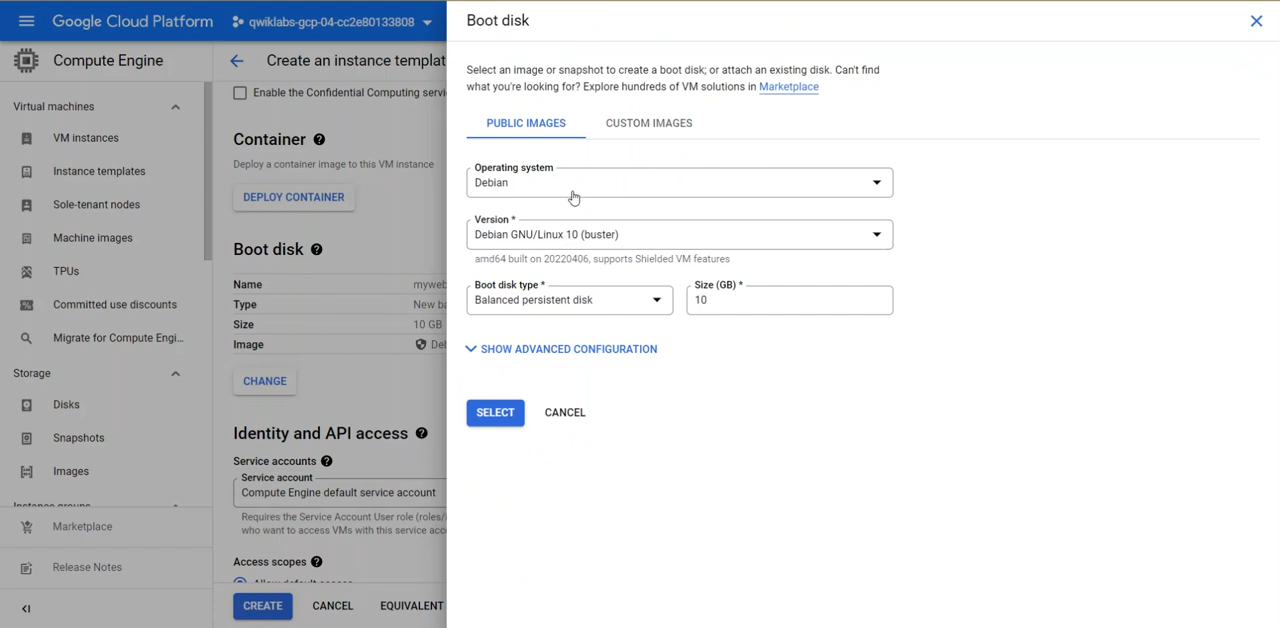 Google Cloud Platform
qwiklabs-gcp-04-cc2e80133808
Compute Engine
Virtual machines
VM instances
Instance templates
Sole-tenant nodes
Machine images
TPUs
Committed use discounts
Migrate for Compute Engi...
Storage
Disks
Snapshots
Images
Marketplace
Release Notes
Create an instance templat
Enable the Confidential Computing servi
Container
Deploy a container image to this VM instance
DEPLOY CONTAINER
Boot disk
Name myweb
Type New ba
Size 10 GB
Image Deb
CHANGE
Identity and API access
Service accounts
Service account
Compute Engine default service account
Requires the Service Account User role (roles/
who want to access VMs with this service acco
Access scopes
CREATE CANCEL EQUIVALENT
Boot disk
Select an image or snapshot to create a boot disk; or attach an existing disk. Can't find
what you're looking for? Explore hundreds of VM solutions in Marketplace
PUBLIC IMAGES CUSTOM IMAGES
Operating system
Debian
Version *
Debian GNU/Linux 10 (buster)
amd64 built on 20220406, supports Shielded VM features
Boot disk type *
Balanced persistent disk
Size (GB) *
10
SHOW ADVANCED CONFIGURATION
SELECT CANCEL